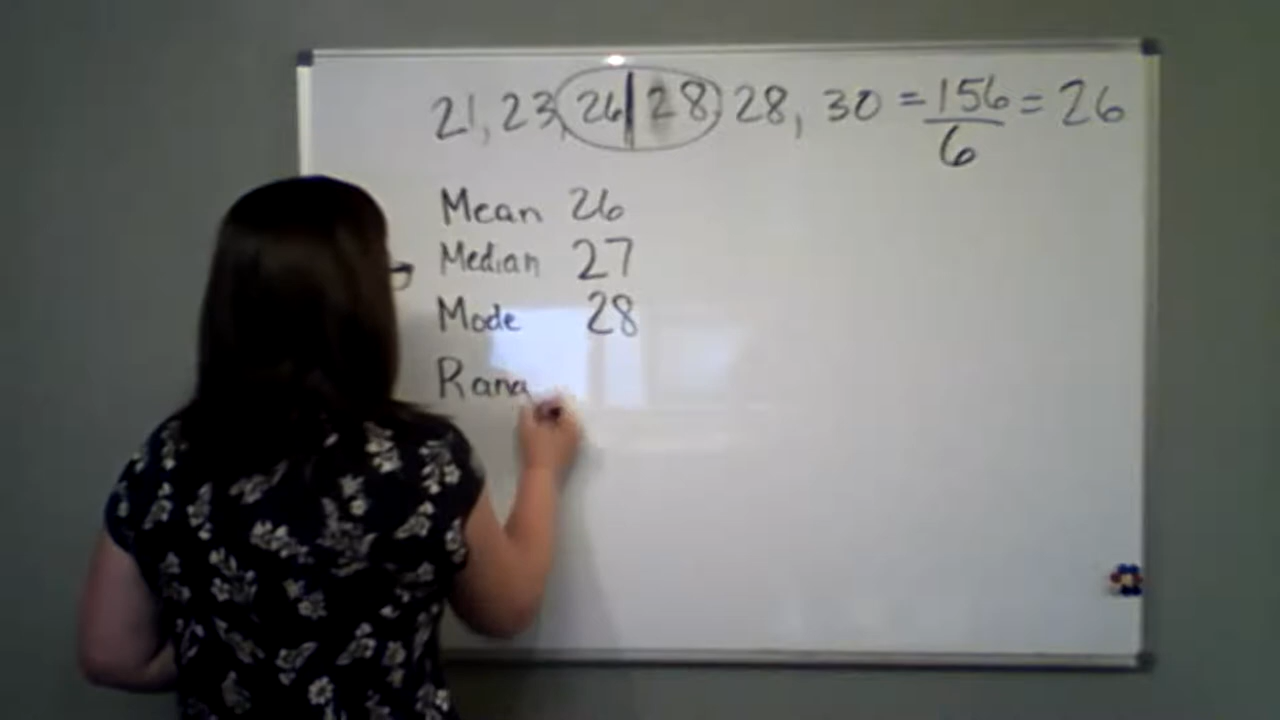 21, 23, 26 | 28, 28, 30 = 156/6 = 26
Mean 26
Median 27
Mode 28
Rang